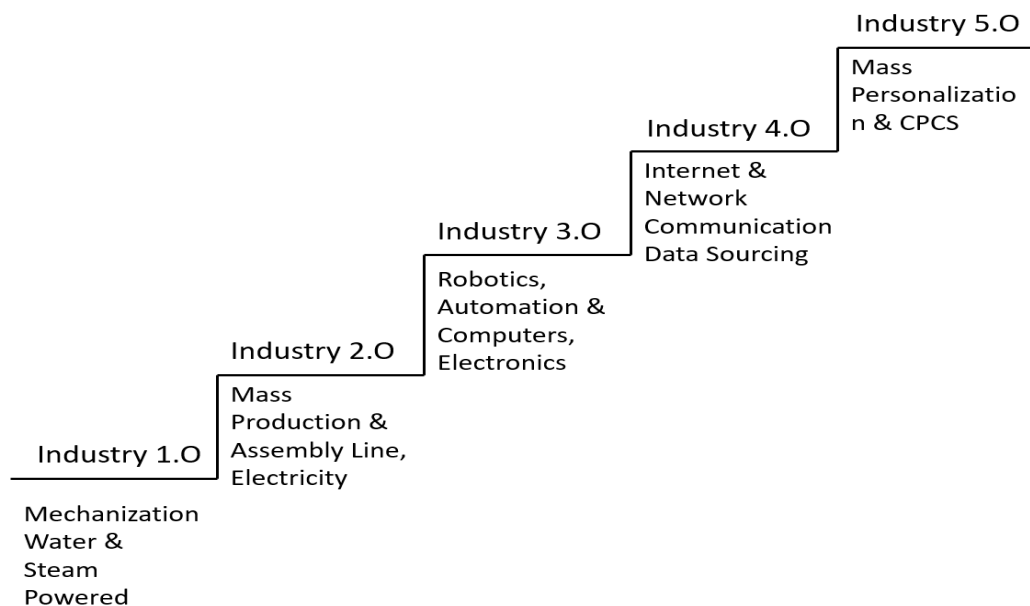 Industry 5.O
Mass
Personalizatio
n & CPCS
Industry 4.O
Internet &
Network
Communication
Data Sourcing
Industry 3.O
Robotics,
Automation &
Computers,
Electronics
Industry 2.O
Mass
Production &
Assembly Line,
Electricity
Industry 1.O
Mechanization
Water &
Steam
Powered